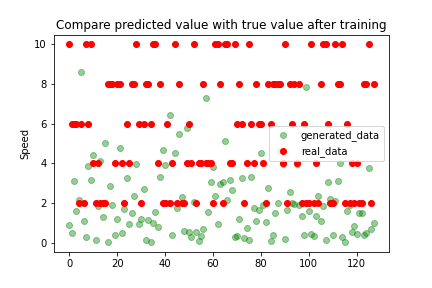 Compare predicted value with true value after training
10
8
6
4
2
0
Speed
generated_data
real_data
0 20 40 60 80 100 120